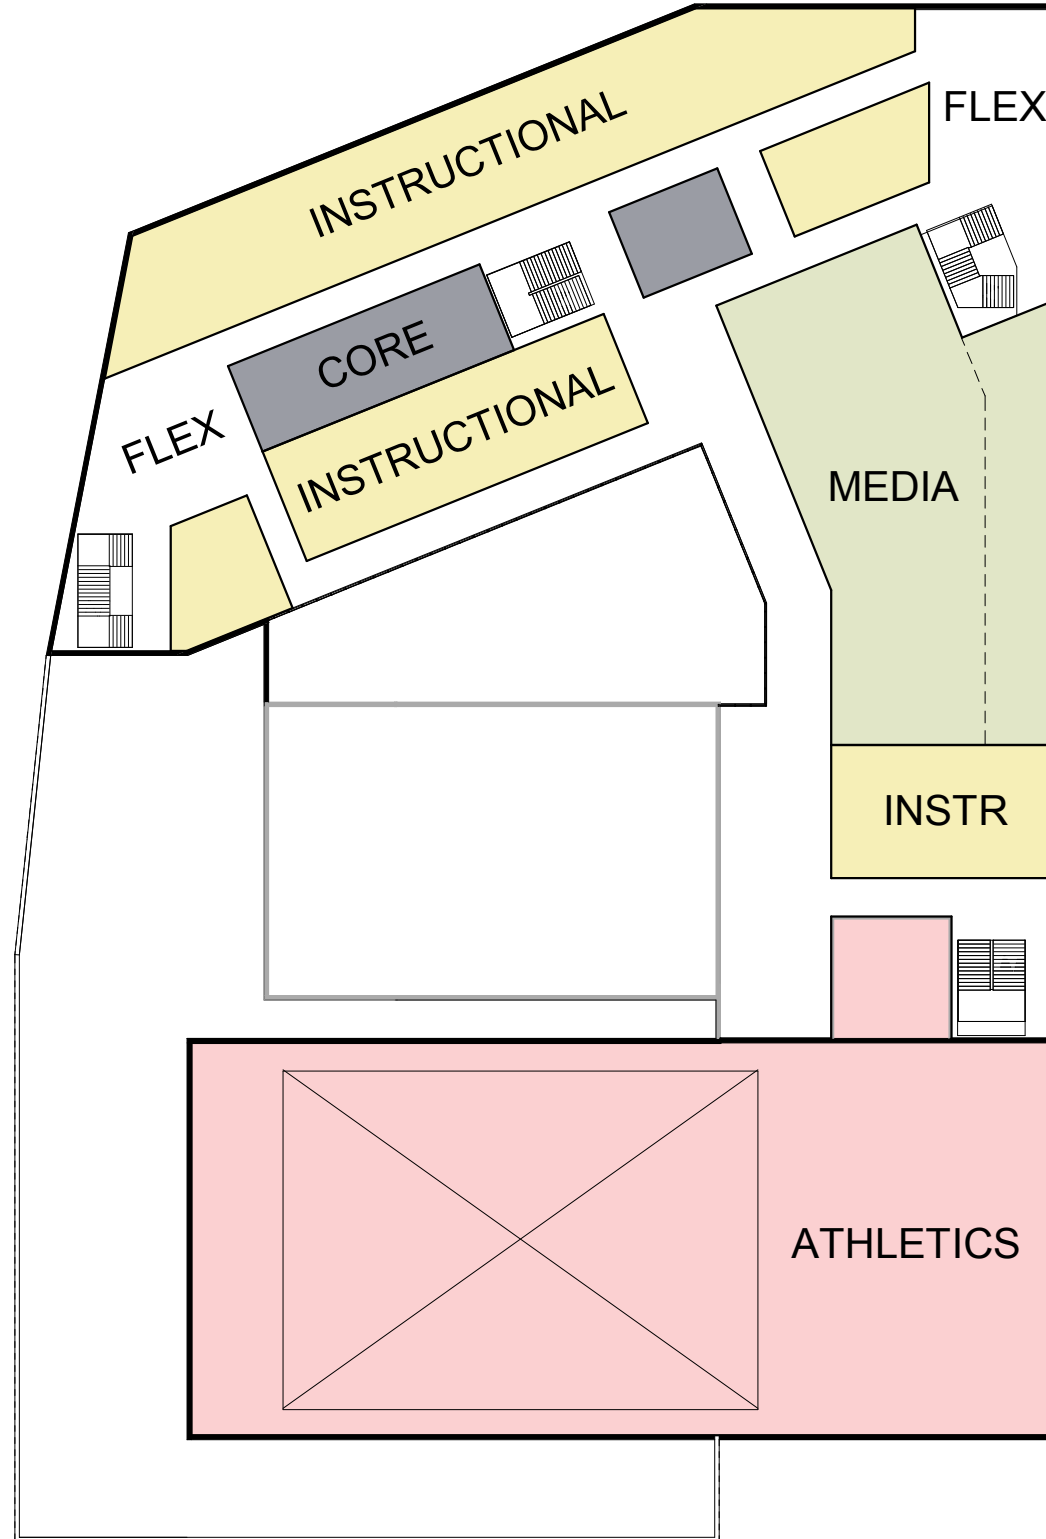 INSTRUCTIONAL
FLEX
CORE
INSTRUCTIONAL
FLEX
MEDIA
INSTR
ATHLETICS